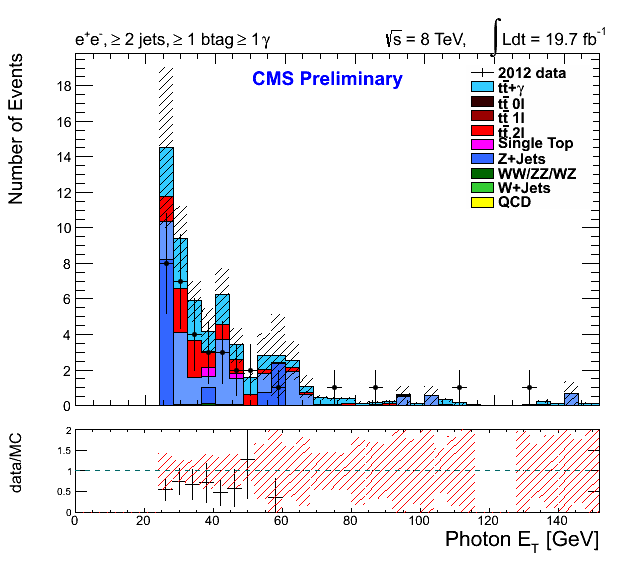 e+e-, ≥ 2 jets, ≥ 1 btag ≥ 1 γ
√s = 8 TeV, ∫ Ldt = 19.7 fb-1
CMS Preliminary
2012 data
tt̄+γ
tt̄ 0l
tt̄ 1l
tt̄ 2l
Single Top
Z+Jets
WW/ZZ/WZ
W+Jets
QCD
Number of Events
18
16
14
12
10
8
6
4
2
0
data/MC
2
1.5
1
0.5
0
0 20 40 60 80 100 120 140
Photon ET [GeV]